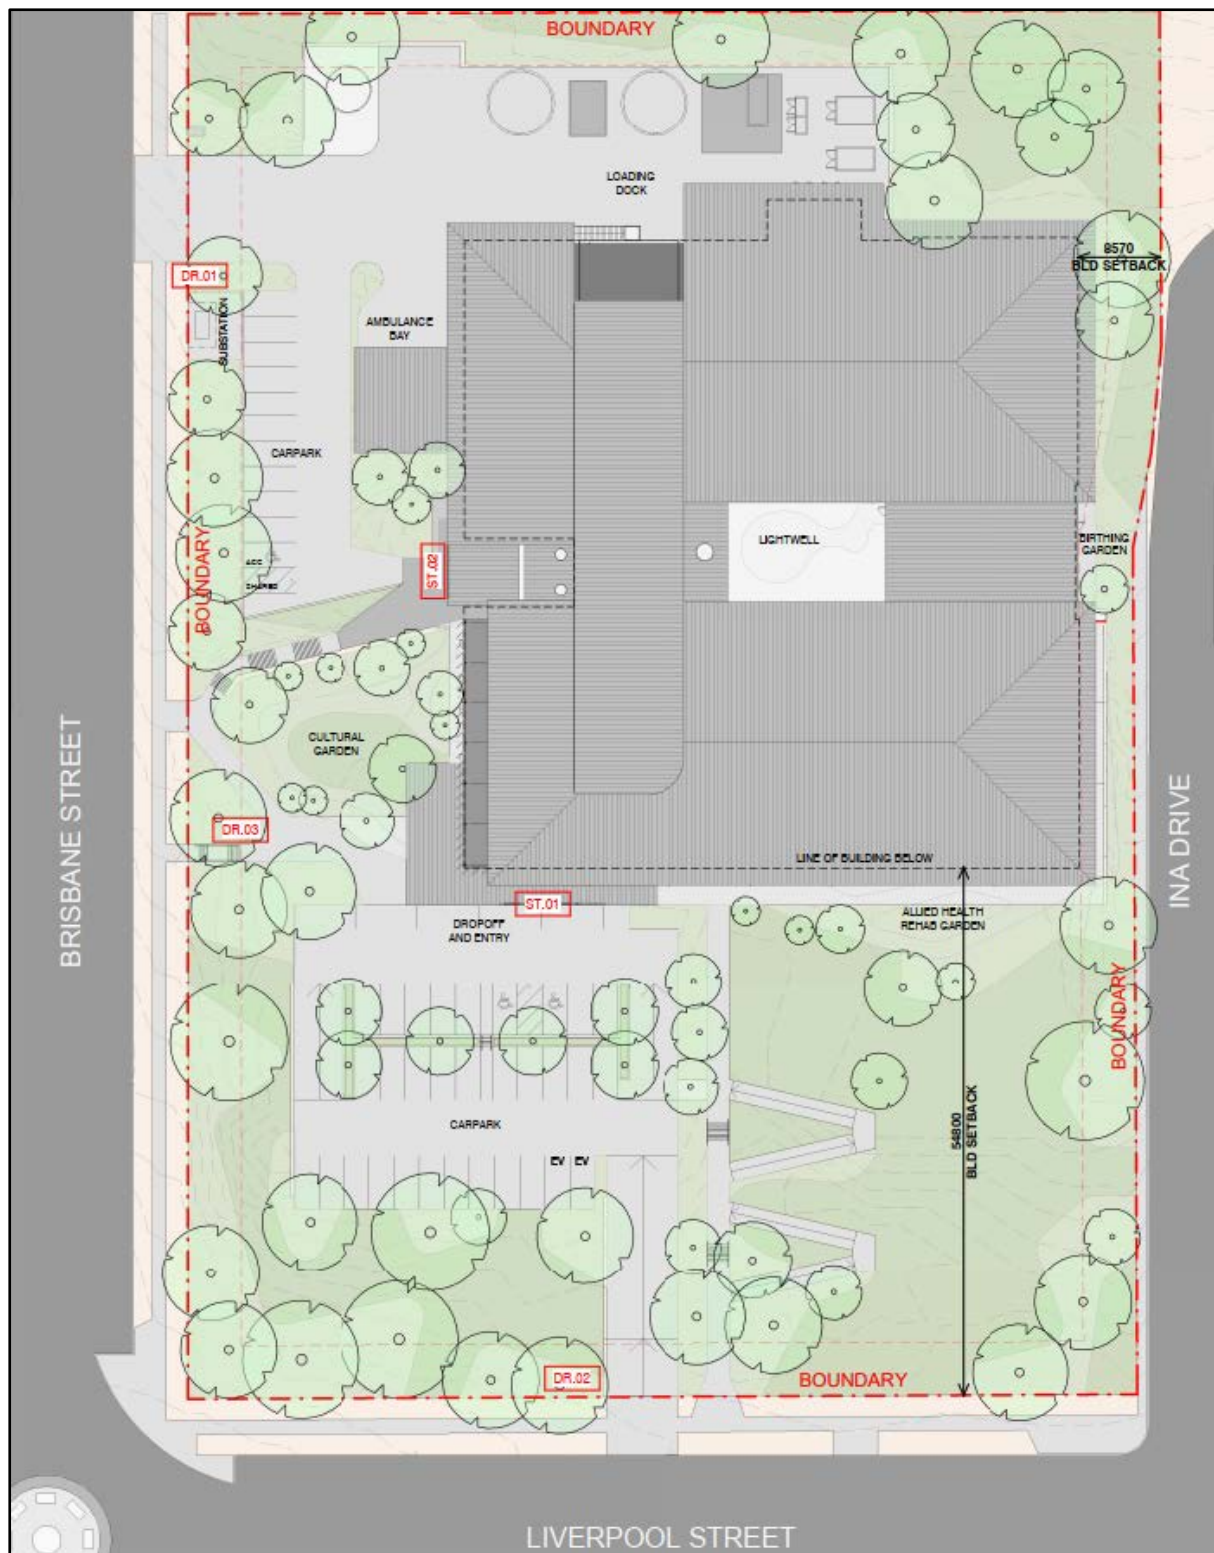 BOUNDARY
LOADING
DOCK
8570
BLD SETBACK
DR.01
SUBSTATION
AMBULANCE
BAY
CARPARK
LIGHTWELL
BIRTHING
GARDEN
ST.02
ACC
SHARED
BOUNDARY
CULTURAL
GARDEN
BRISBANE STREET
INA DRIVE
DR.03
LINE OF BUILDING BELOW
ST.01
DROPOFF
AND ENTRY
ALLIED HEALTH
REHAB GARDEN
BOUNDARY
54800
BLD SETBACK
CARPARK
EV EV
DR.02
BOUNDARY
LIVERPOOL STREET